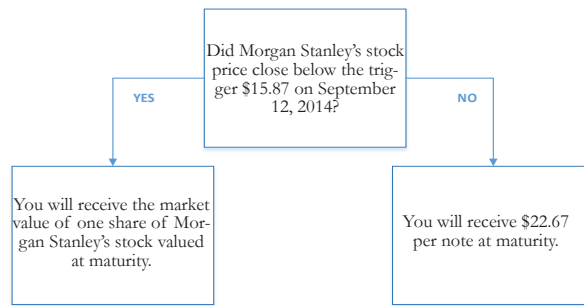 Did Morgan Stanley's stock
price close below the trig-
ger $15.87 on September
12, 2014?
YES
NO
You will receive the market
value of one share of Mor-
gan Stanley's stock valued
at maturity.
You will receive $22.67
per note at maturity.